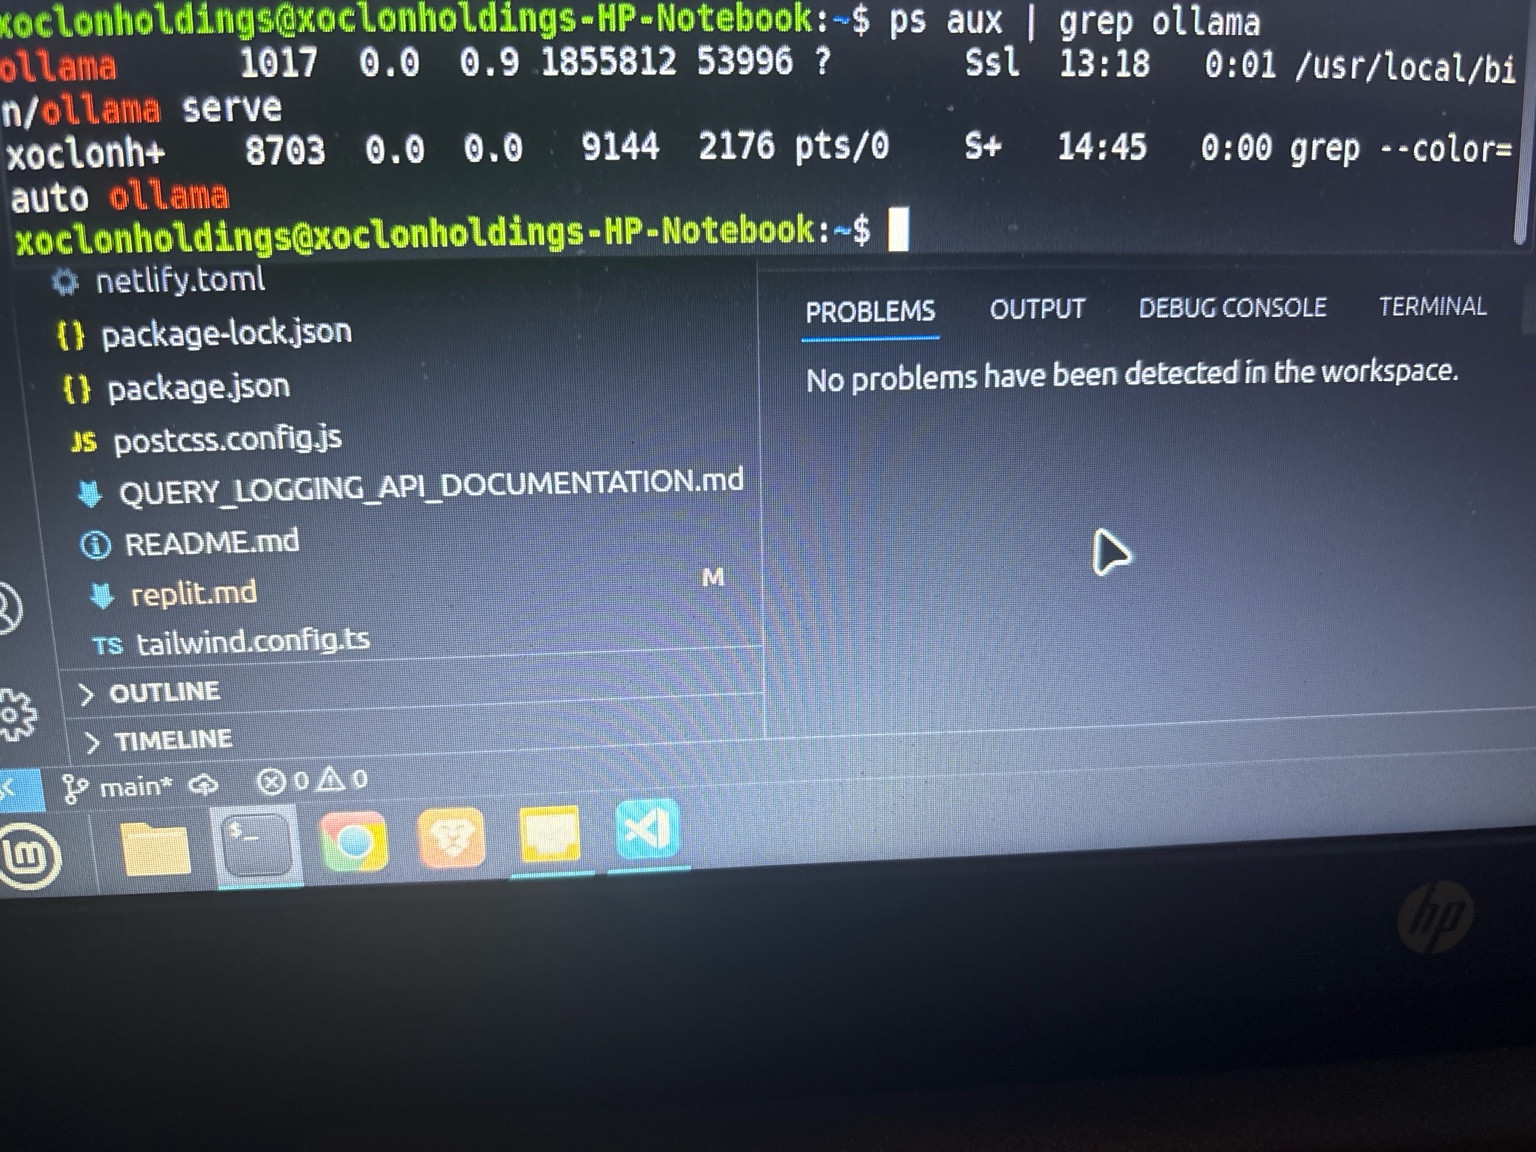 xoclonholdings@xoclonholdings-HP-Notebook:~$ ps aux | grep ollama
ollama 1017 0.0 0.9 1855812 53996 ? Ssl 13:18 0:01 /usr/local/bi
n/ollama serve
xoclonh+ 8703 0.0 0.0 9144 2176 pts/0 S+ 14:45 0:00 grep --color=
auto ollama
xoclonholdings@xoclonholdings-HP-Notebook:~$
netlify.toml
{} package-lock.json
{} package.json
JS postcss.config.js
QUERY_LOGGING_API_DOCUMENTATION.md
README.md
replit.md M
TS tailwind.config.ts
OUTLINE
TIMELINE
PROBLEMS OUTPUT DEBUG CONSOLE TERMINAL
No problems have been detected in the workspace.
main* 0 0
$_
hp